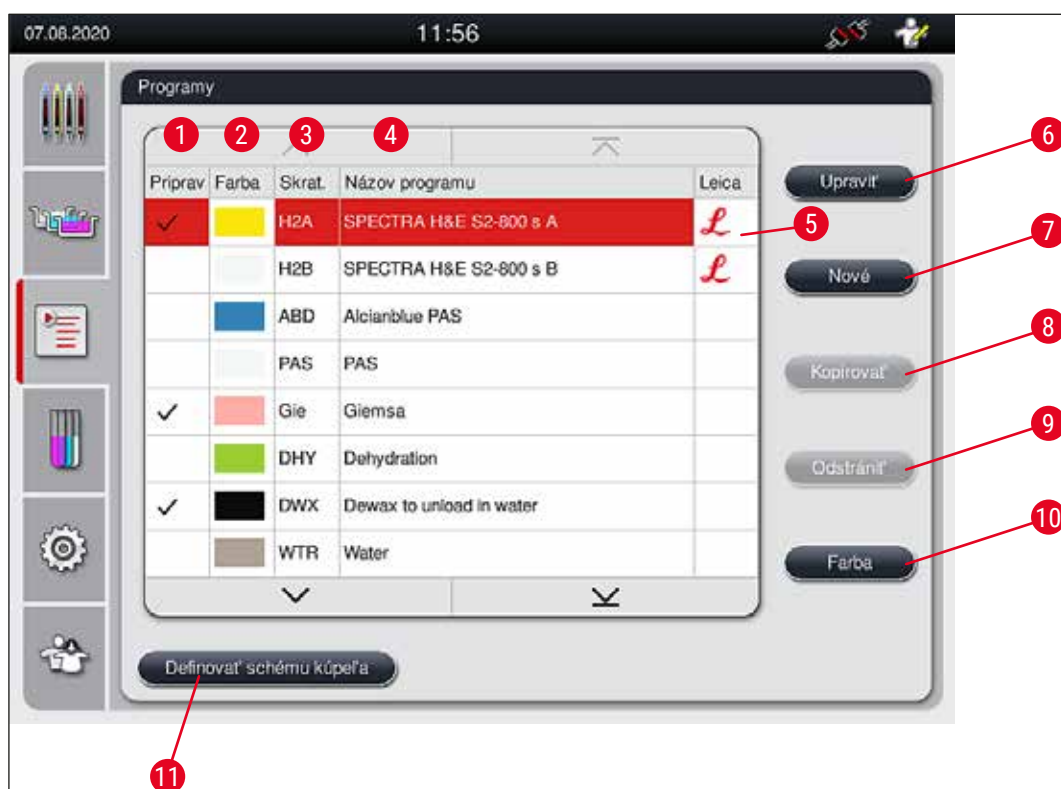 07.08.2020 11:56
Programy
1 2 3 4
6
Priprav Farba Skrat. Názov programu Leica Upraviť
H2A SPECTRA H&E S2-800 s A L 5
7
H2B SPECTRA H&E S2-800 s B L Nové
ABD Alcianblue PAS
8
PAS PAS Kopírovať
Gie Giemsa
9
DHY Dehydration Odstrániť
DWX Dewax to unload in water
10
WTR Water Farba
Definovať schému kúpeľa
11